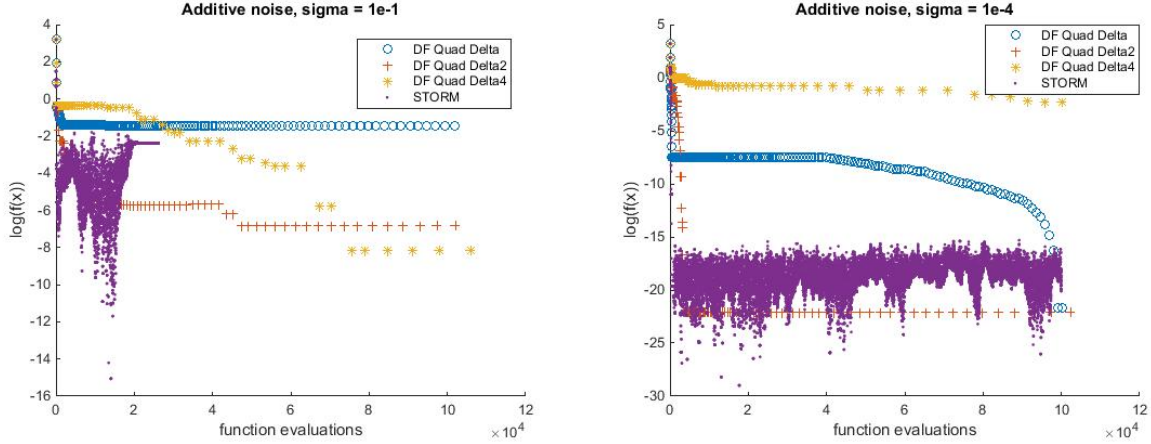 Additive noise, sigma = 1e-1
4
2
0
-2
-4
-6
-8
-10
-12
-14
-16
log(f(x))
0
2
4
6
8
10
12
function evaluations
× 10^4
DF Quad Delta
DF Quad Delta2
DF Quad Delta4
STORM
Additive noise, sigma = 1e-4
5
0
-5
-10
-15
-20
-25
-30
log(f(x))
0
2
4
6
8
10
12
function evaluations
× 10^4
DF Quad Delta
DF Quad Delta2
DF Quad Delta4
STORM